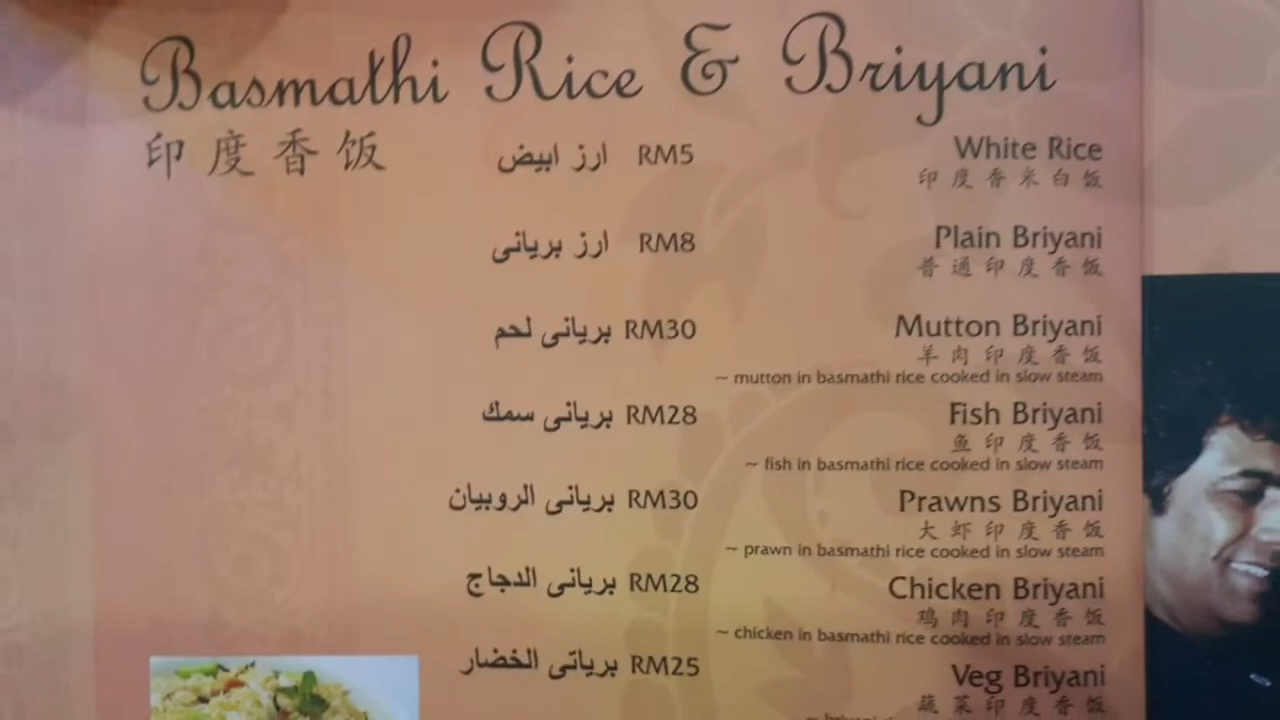 Basmathi Rice & Briyani
印度香饭
ارز ابيض RM5 White Rice
印度香米白饭
ارز بريانى RM8 Plain Briyani
普通印度香饭
بريانى لحم RM30 Mutton Briyani
羊肉印度香饭
~ mutton in basmathi rice cooked in slow steam
بريانى سمك RM28 Fish Briyani
鱼印度香饭
~ fish in basmathi rice cooked in slow steam
بريانى الروبيان RM30 Prawns Briyani
大虾印度香饭
~ prawn in basmathi rice cooked in slow steam
بريانى الدجاج RM28 Chicken Briyani
鸡肉印度香饭
~ chicken in basmathi rice cooked in slow steam
برياتى الخضار RM25 Veg Briyani
蔬菜印度香饭